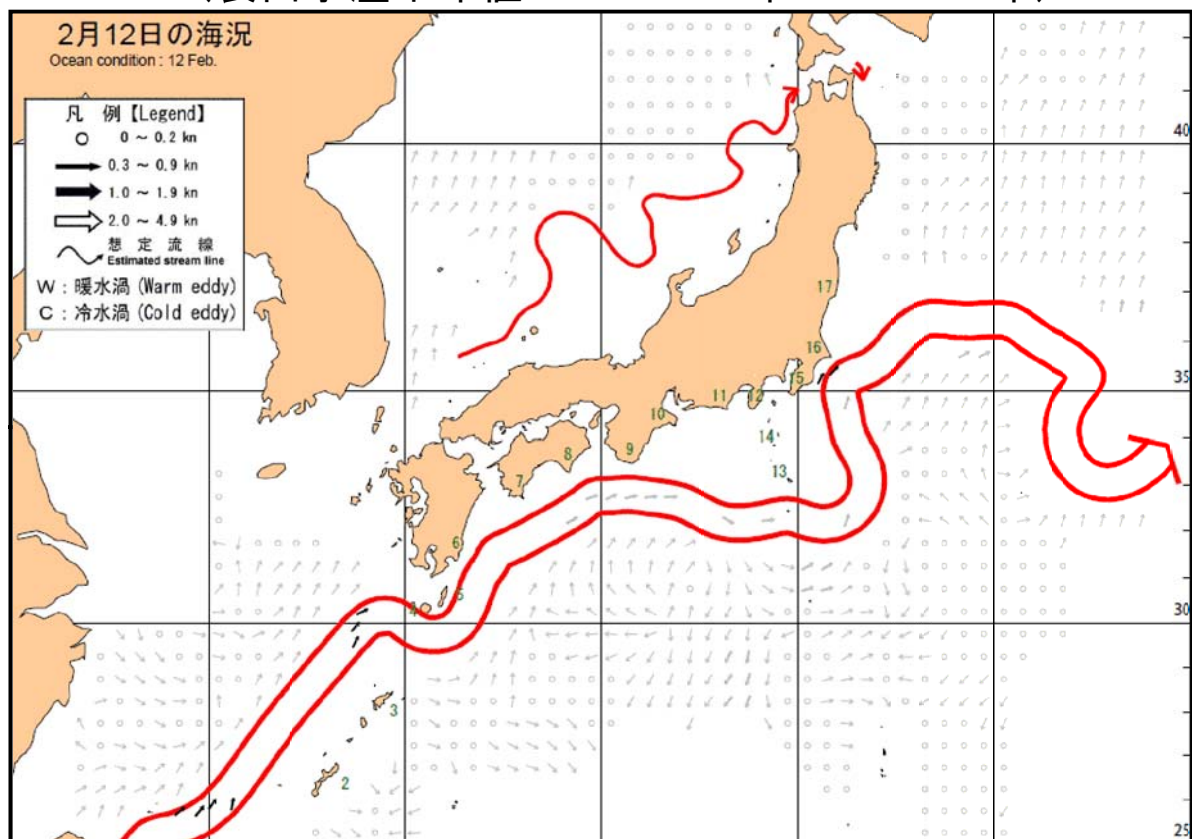 2月12日の海況
Ocean condition : 12 Feb.
凡 例【Legend】
0 ~ 0.2 kn
0.3 ~ 0.9 kn
1.0 ~ 1.9 kn
2.0 ~ 4.9 kn
想 定 流 線
Estimated stream line
W : 暖水渦 (Warm eddy)
C : 冷水渦 (Cold eddy)
40
17
16
35
15
12
11
10
14
9
8
13
7
6
5
4
30
3
2
25